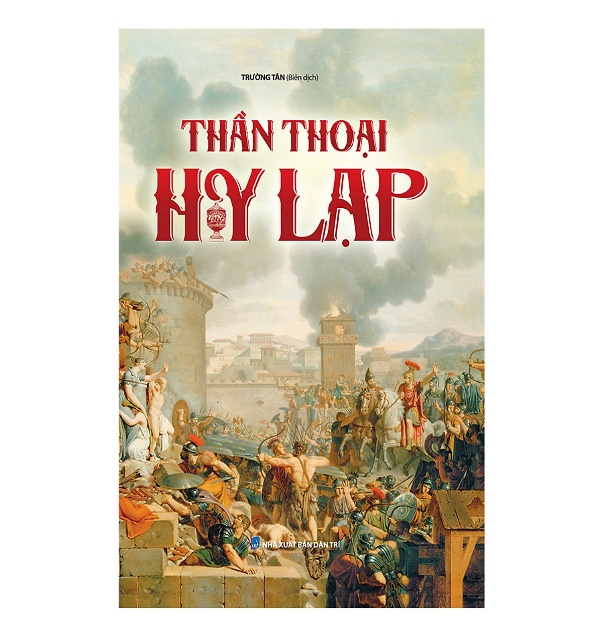 TRƯỜNG TÂN (Biên dịch)
THẦN THOẠI
HY LẠP
NHÀ XUẤT BẢN DÂN TRÍ